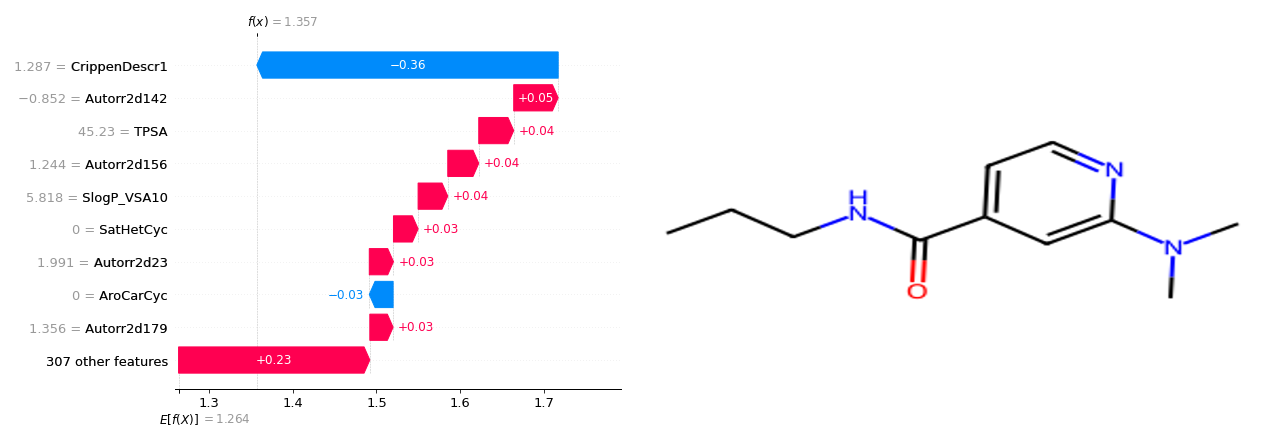 f(x) = 1.357
1.287 = CrippenDescr1
−0.36
−0.852 = Autorr2d142
+0.05
45.23 = TPSA
+0.04
1.244 = Autorr2d156
+0.04
5.818 = SlogP_VSA10
+0.04
0 = SatHetCyc
+0.03
1.991 = Autorr2d23
+0.03
0 = AroCarCyc
−0.03
1.356 = Autorr2d179
+0.03
307 other features
+0.23
1.3 1.4 1.5 1.6 1.7
E[f(X)] = 1.264
H
N
O
N
N